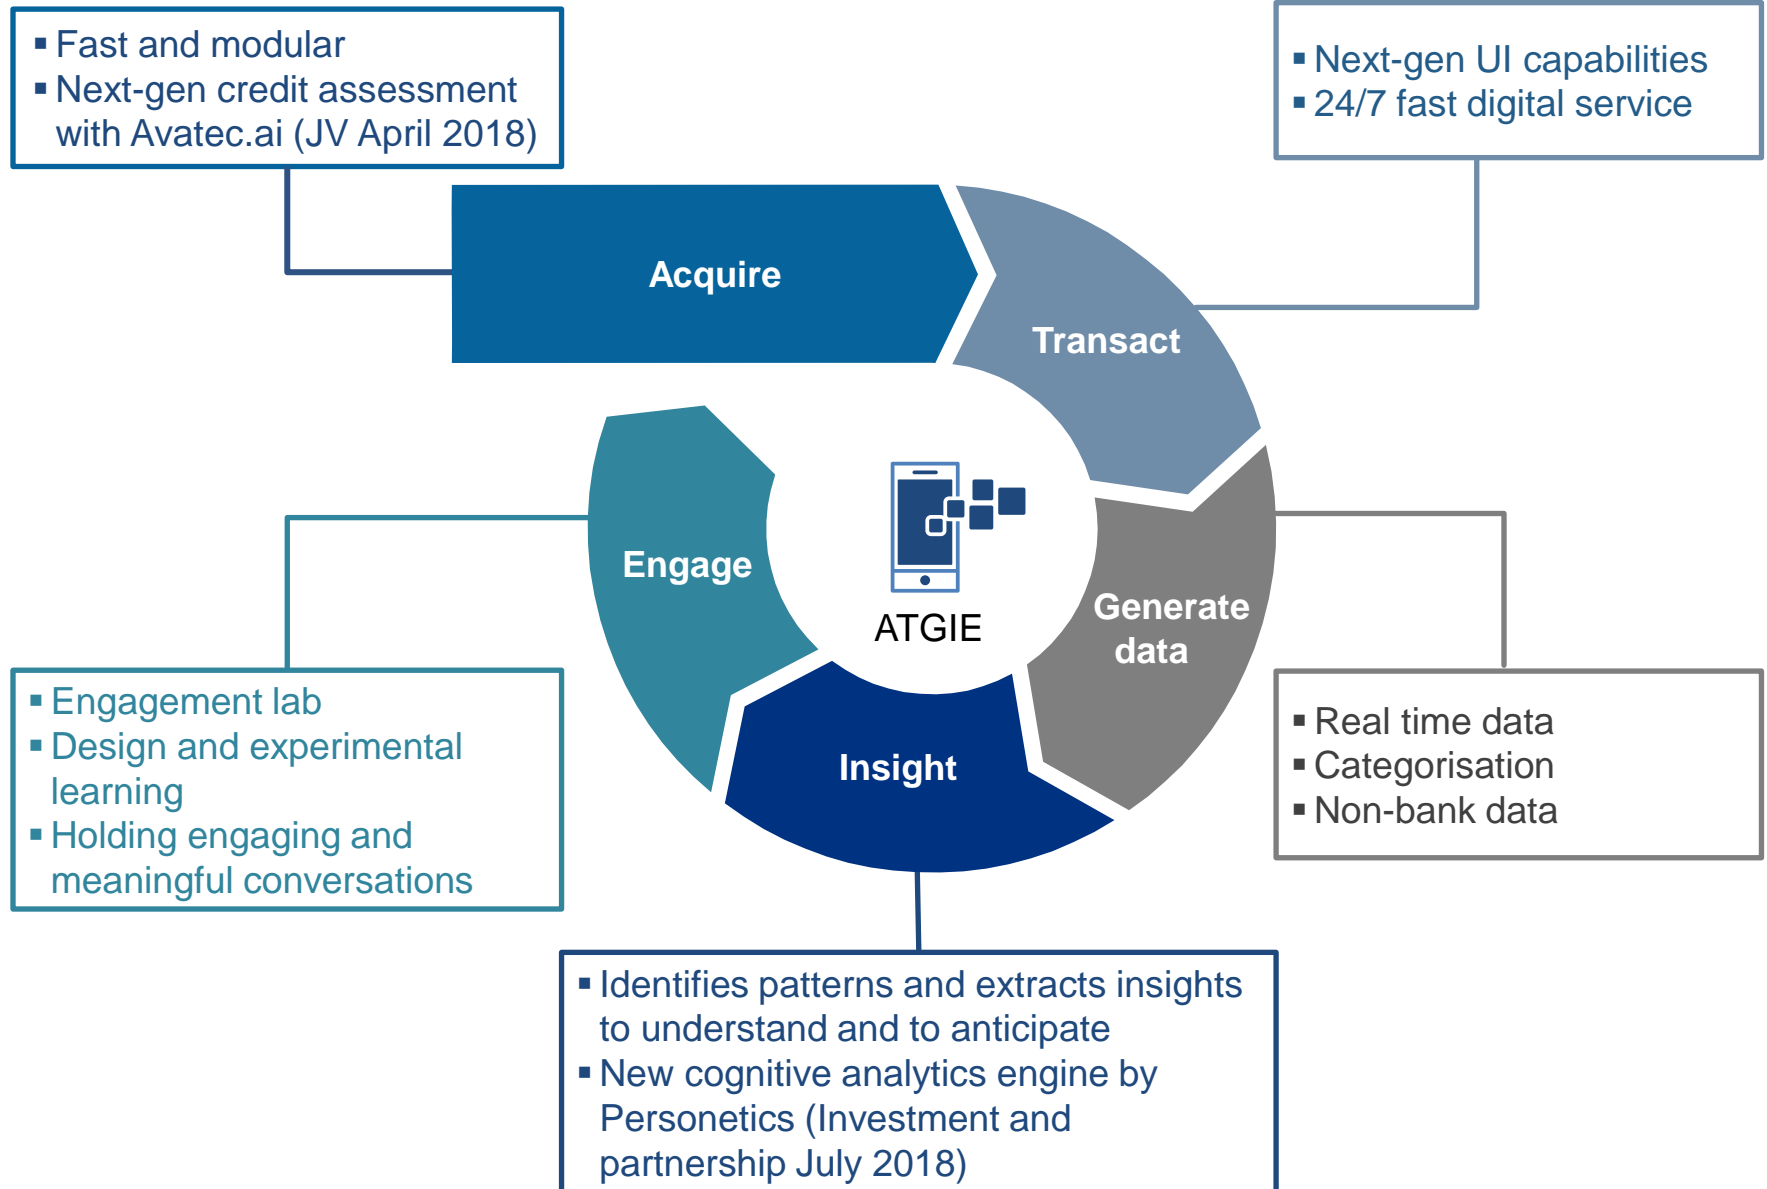 ▪ Fast and modular
▪ Next-gen credit assessment
with Avatec.ai (JV April 2018)
▪ Next-gen UI capabilities
▪ 24/7 fast digital service
Acquire
Transact
Engage
ATGIE
Generate
data
Insight
▪ Engagement lab
▪ Design and experimental
learning
▪ Holding engaging and
meaningful conversations
▪ Real time data
▪ Categorisation
▪ Non-bank data
▪ Identifies patterns and extracts insights
to understand and to anticipate
▪ New cognitive analytics engine by
Personetics (Investment and
partnership July 2018)